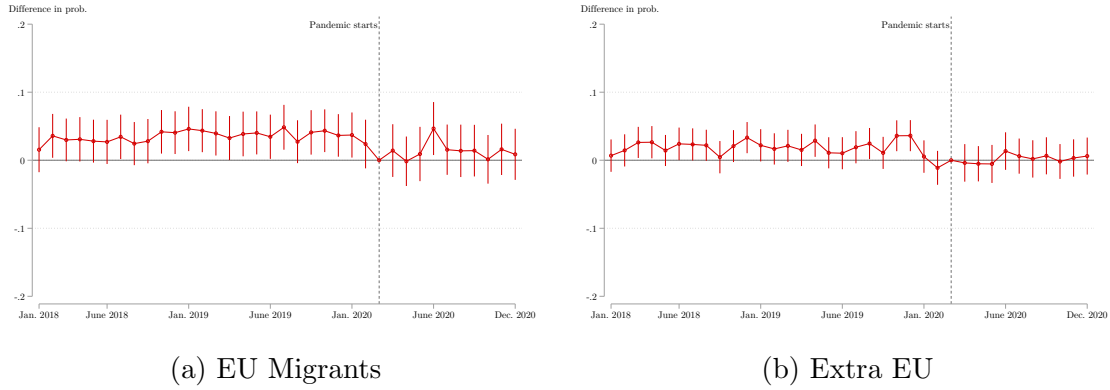 Difference in prob.
.2
.1
0
-.1
-.2
Pandemic starts
Jan. 2018
June 2018
Jan. 2019
June 2019
Jan. 2020
June 2020
Dec. 2020
(a) EU Migrants
Difference in prob.
.2
.1
0
-.1
-.2
Pandemic starts
Jan. 2018
June 2018
Jan. 2019
June 2019
Jan. 2020
June 2020
Dec. 2020
(b) Extra EU